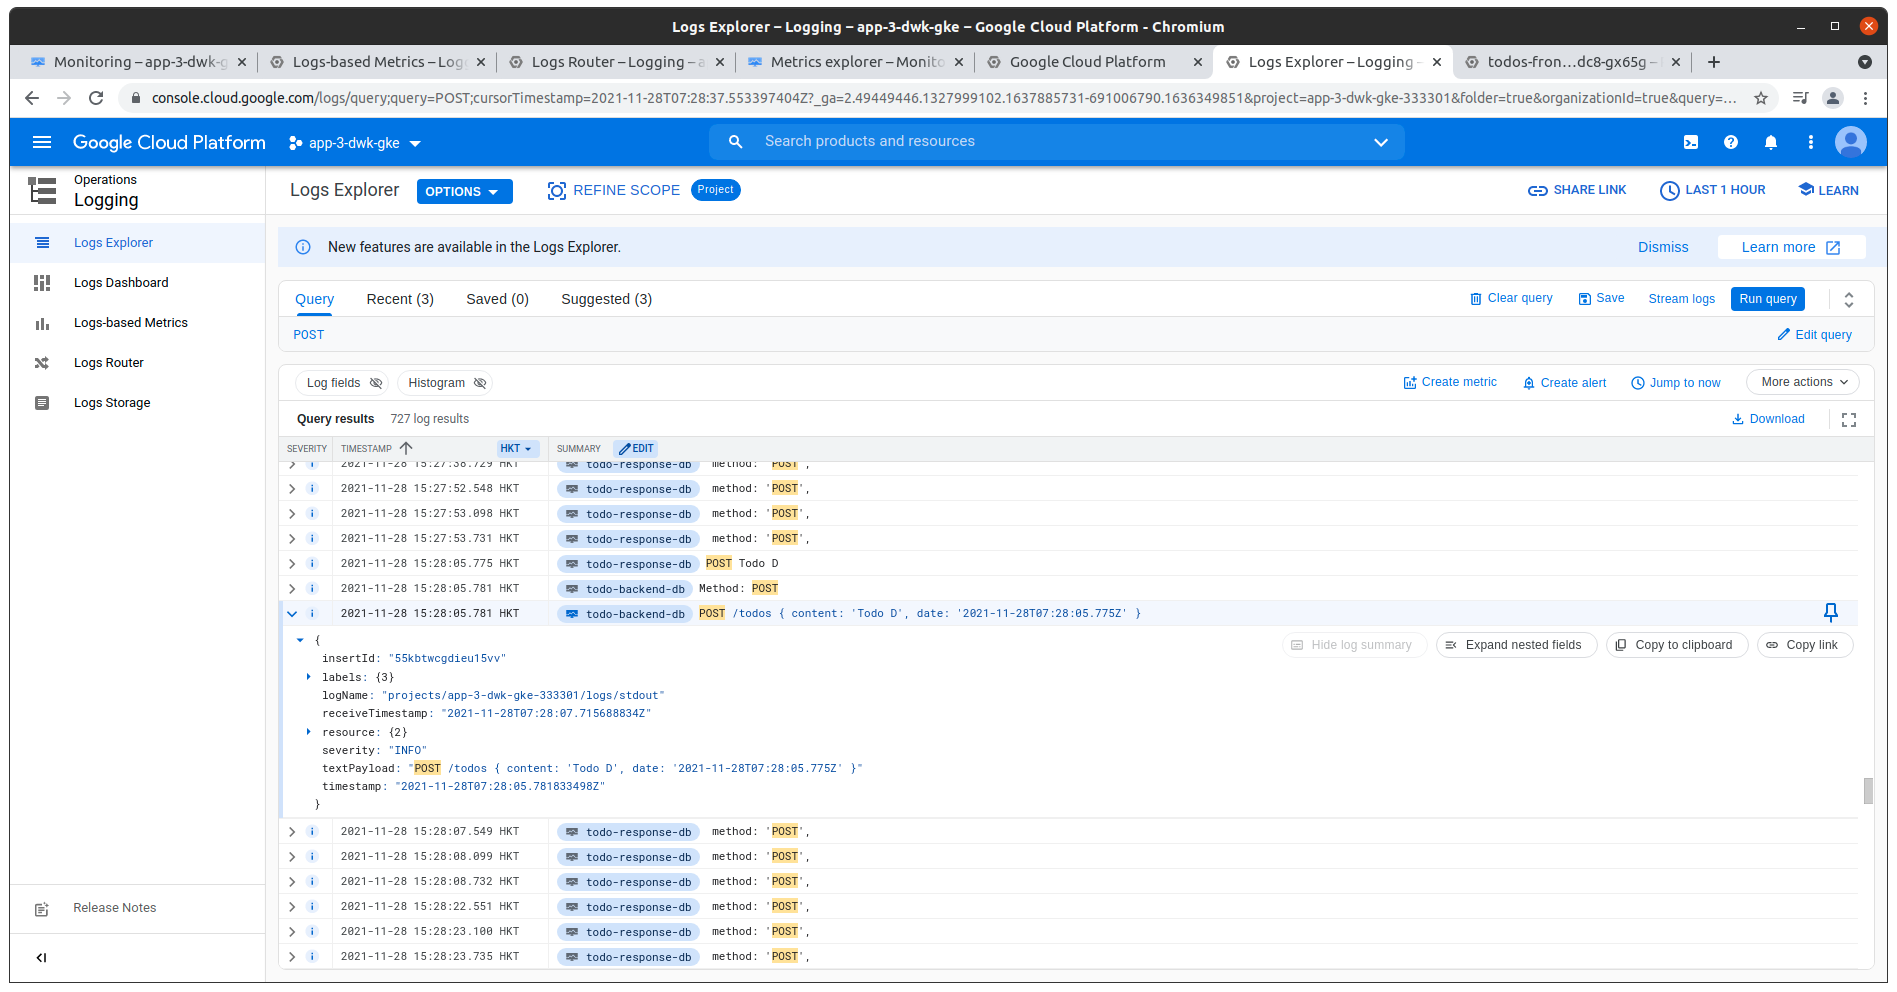 Logs Explorer – Logging – app-3-dwk-gke – Google Cloud Platform - Chromium
Monitoring – app-3-dwk-g
Logs-based Metrics – Log
Logs Router – Logging – a
Metrics explorer – Monito
Google Cloud Platform
Logs Explorer – Logging –
todos-fron…dc8-gx65g –
console.cloud.google.com/logs/query;query=POST;cursorTimestamp=2021-11-28T07:28:37.553397404Z?_ga=2.49449446.1327999102.1637885731-691006790.1636349851&project=app-3-dwk-gke-333301&folder=true&organizationId=true&query=…
Google Cloud Platform
app-3-dwk-gke
Search products and resources
Operations
Logging
Logs Explorer
OPTIONS
REFINE SCOPE
Project
SHARE LINK
LAST 1 HOUR
LEARN
Logs Explorer
Logs Dashboard
Logs-based Metrics
Logs Router
Logs Storage
Release Notes
New features are available in the Logs Explorer.
Dismiss
Learn more
Query
Recent (3)
Saved (0)
Suggested (3)
Clear query
Save
Stream logs
Run query
POST
Edit query
Log fields
Histogram
Create metric
Create alert
Jump to now
More actions
Query results
727 log results
Download
SEVERITY TIMESTAMP HKT SUMMARY EDIT
2021-11-28 15:27:38.729 HKT todo-response-db method: 'POST',
2021-11-28 15:27:52.548 HKT todo-response-db method: 'POST',
2021-11-28 15:27:53.098 HKT todo-response-db method: 'POST',
2021-11-28 15:27:53.731 HKT todo-response-db method: 'POST',
2021-11-28 15:28:05.775 HKT todo-response-db POST Todo D
2021-11-28 15:28:05.781 HKT todo-backend-db Method: POST
2021-11-28 15:28:05.781 HKT todo-backend-db POST /todos { content: 'Todo D', date: '2021-11-28T07:28:05.775Z' }
Hide log summary
Expand nested fields
Copy to clipboard
Copy link
{
insertId: "55kbtwcgdieu15vv"
labels: {3}
logName: "projects/app-3-dwk-gke-333301/logs/stdout"
receiveTimestamp: "2021-11-28T07:28:07.715688834Z"
resource: {2}
severity: "INFO"
textPayload: "POST /todos { content: 'Todo D', date: '2021-11-28T07:28:05.775Z' }"
timestamp: "2021-11-28T07:28:05.781833498Z"
}
2021-11-28 15:28:07.549 HKT todo-response-db method: 'POST',
2021-11-28 15:28:08.099 HKT todo-response-db method: 'POST',
2021-11-28 15:28:08.732 HKT todo-response-db method: 'POST',
2021-11-28 15:28:22.551 HKT todo-response-db method: 'POST',
2021-11-28 15:28:23.100 HKT todo-response-db method: 'POST',
2021-11-28 15:28:23.735 HKT todo-response-db method: 'POST',